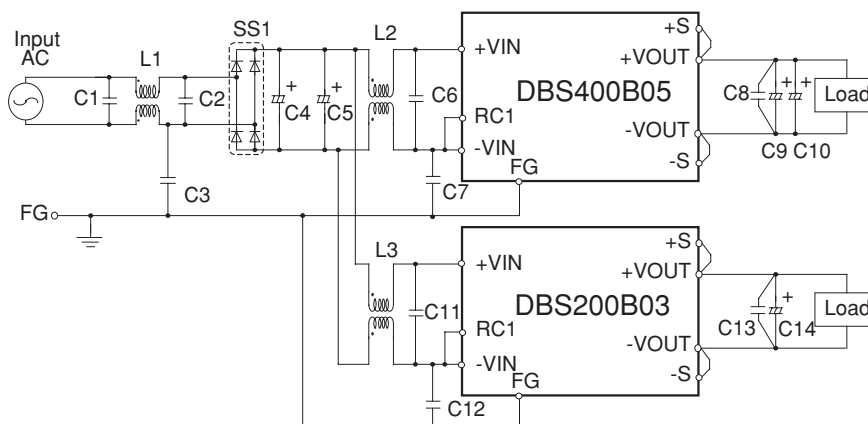 Input
AC
L1
SS1
L2
+S
+VIN
+VOUT
DBS400B05
C1
C2
+
C4
+
C5
C6
RC1
C8
+
+
Load
-VIN
-VOUT
FG
C9
C10
-S
C3
C7
FG
L3
+S
+VIN
+VOUT
DBS200B03
C11
C13
+
C14
Load
RC1
-VIN
-VOUT
FG
-S
C12